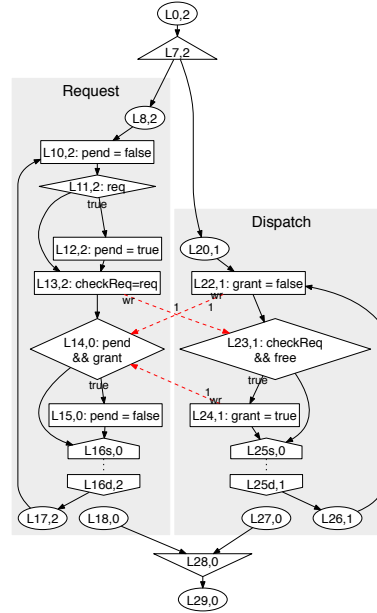 L0,2
L7,2
Request
L8,2
L10,2: pend = false
L11,2: req
true
L12,2: pend = true
L13,2: checkReq=req
wr
1
L14,0: pend
&& grant
true
L15,0: pend = false
L16s,0
L16d,2
L17,2
L18,0
Dispatch
L20,1
L22,1: grant = false
wr
1
L23,1: checkReq
&& free
true
1
wr
L24,1: grant = true
L25s,0
L25d,1
L27,0
L26,1
L28,0
L29,0